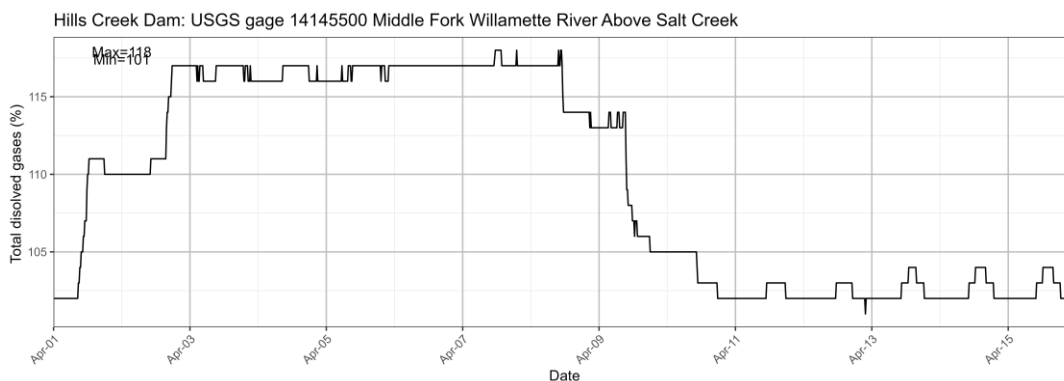 Hills Creek Dam: USGS gage 14145500 Middle Fork Willamette River Above Salt Creek
Max=118
Min=101
Total disolved gases (%)
115
110
105
Apr-01
Apr-03
Apr-05
Apr-07
Apr-09
Apr-11
Apr-13
Apr-15
Date